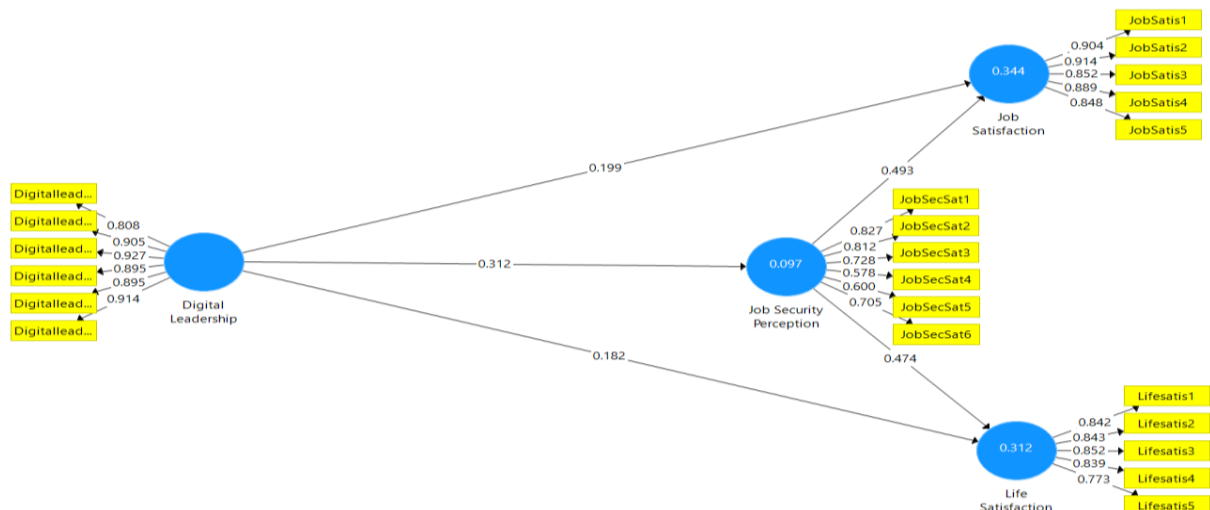 JobSatis1
0.904
JobSatis2
0.914
0.344
0.852
JobSatis3
0.889
JobSatis4
0.848
Job
Satisfaction
JobSatis5
0.199
0.493
Digitallead...
0.808
Digitallead...
0.905
Digitallead...
0.927
0.895
Digitallead...
0.895
Digitallead...
0.914
Digitallead...
Digital
Leadership
0.312
JobSecSat1
0.827
JobSecSat2
0.812
JobSecSat3
0.097
0.728
0.578
JobSecSat4
0.600
JobSecSat5
0.705
Job Security
Perception
JobSecSat6
0.182
0.474
Lifesatis1
0.842
Lifesatis2
0.843
0.312
0.852
Lifesatis3
0.839
Lifesatis4
0.773
Life
Satisfaction
Lifesatis5